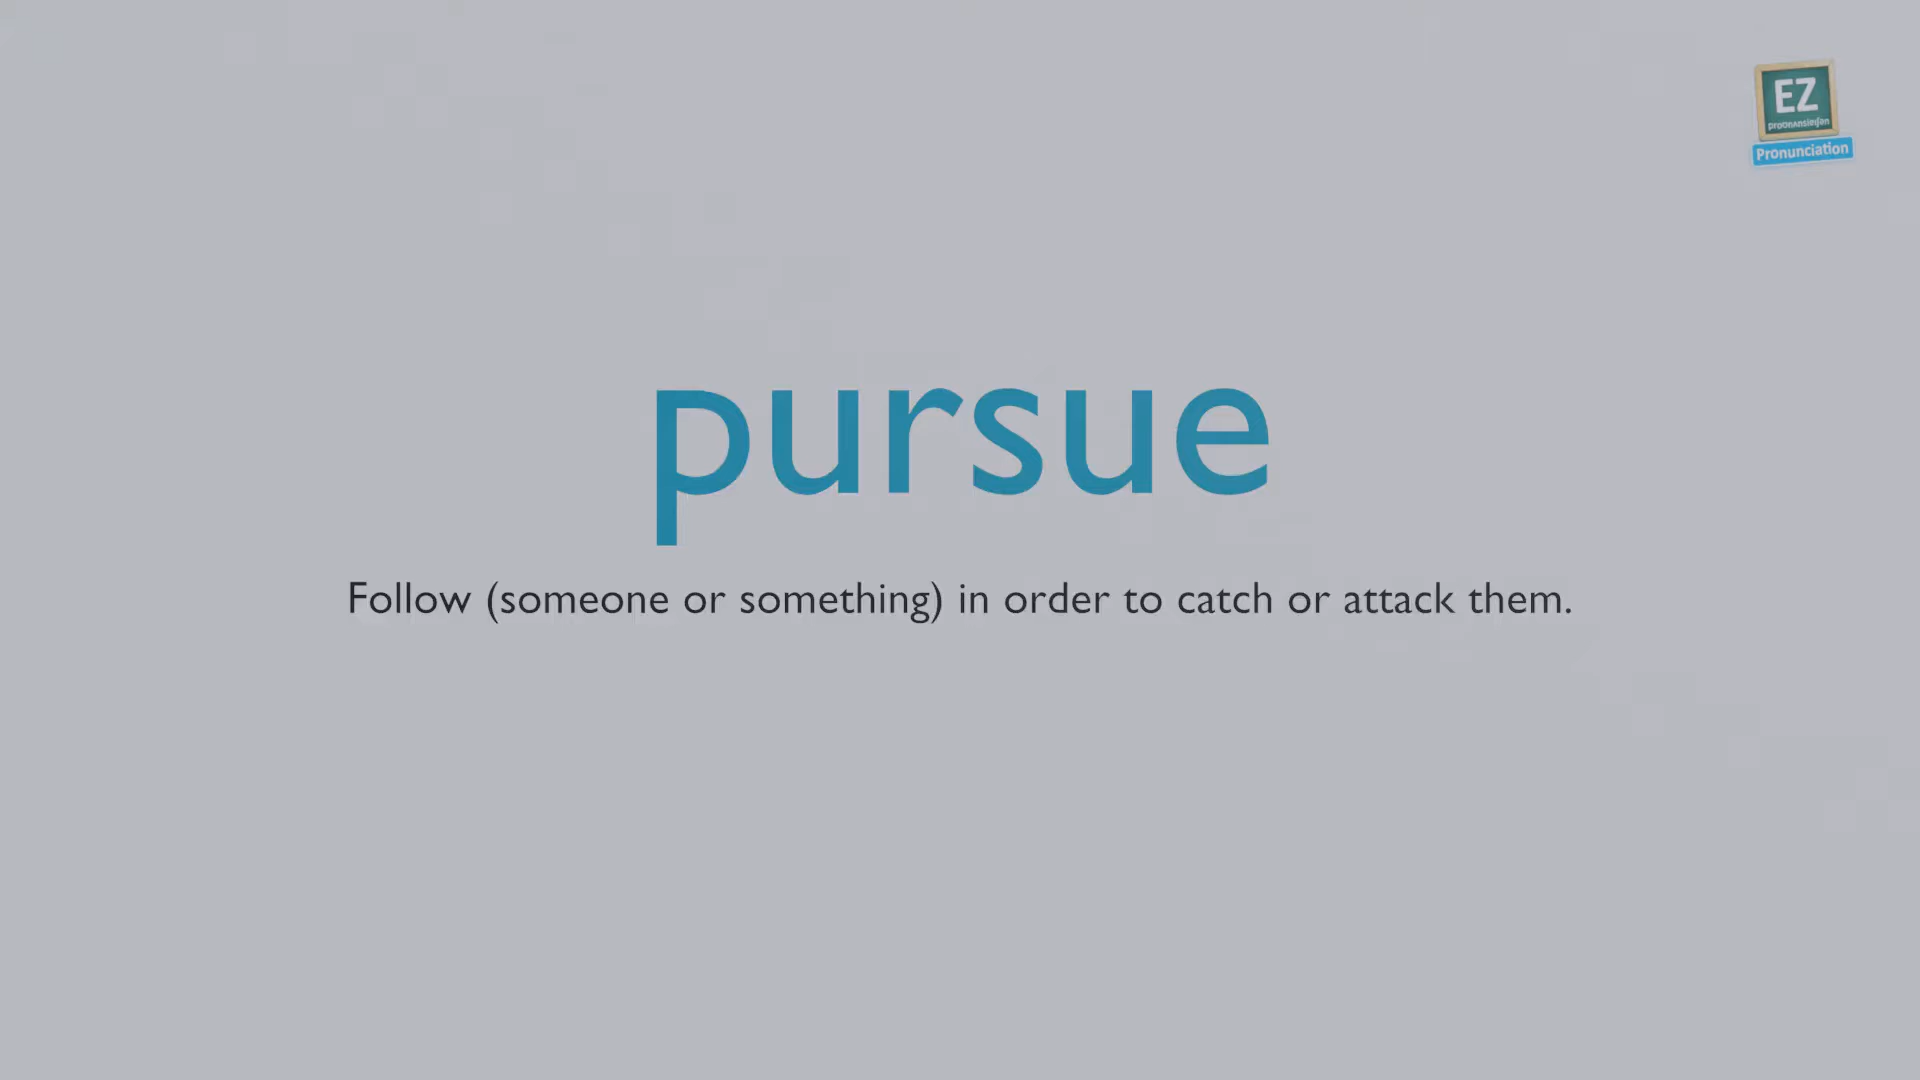 EZ
Pronunciation
pursue
Follow (someone or something) in order to catch or attack them.